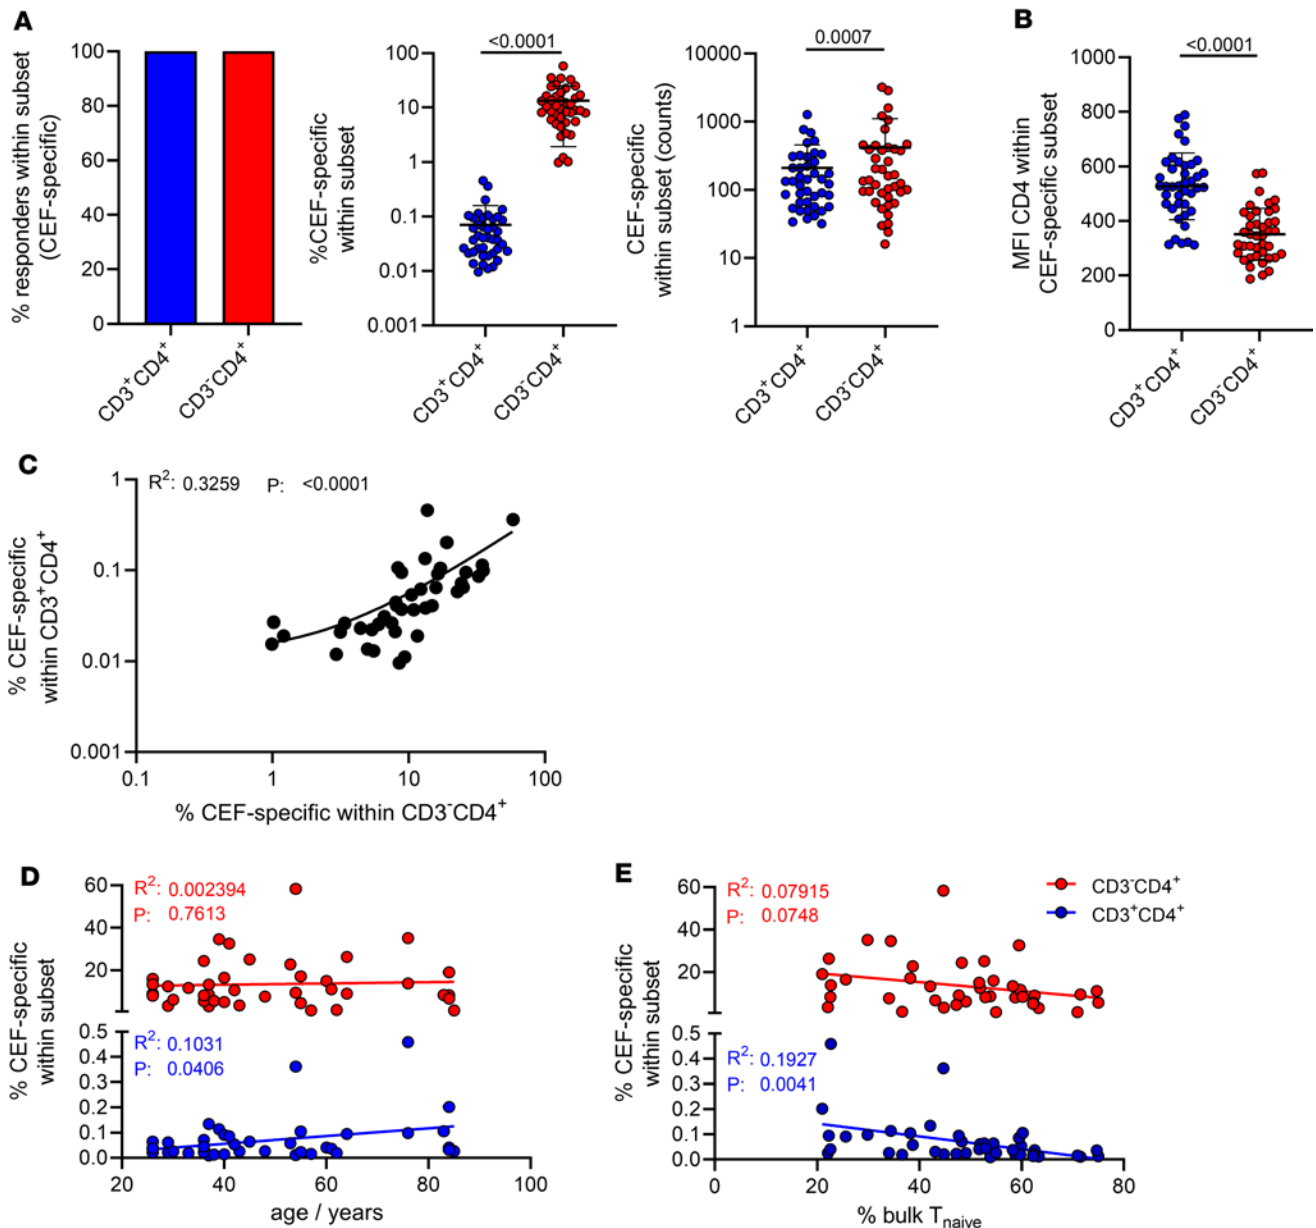 A
% responders within subset
(CEF-specific)
100
80
60
40
20
0
CD3⁺CD4⁺
CD3⁻CD4⁺
%CEF-specific
within subset
<0.0001
100
10
1
0.1
0.01
0.001
CD3⁺CD4⁺
CD3⁻CD4⁺
CEF-specific
within subset (counts)
0.0007
10000
1000
100
10
1
CD3⁺CD4⁺
CD3⁻CD4⁺
B
MFI CD4 within
CEF-specific subset
<0.0001
1000
800
600
400
200
0
CD3⁺CD4⁺
CD3⁻CD4⁺
C
R²: 0.3259 P: <0.0001
% CEF-specific
within CD3⁺CD4⁺
1
0.1
0.01
0.001
0.1 1 10 100
% CEF-specific within CD3⁻CD4⁺
D
% CEF-specific
within subset
R²: 0.002394
P: 0.7613
60
40
20
R²: 0.1031
P: 0.0406
0.5
0.4
0.3
0.2
0.1
0.0
20 40 60 80 100
age / years
E
% CEF-specific
within subset
R²: 0.07915
P: 0.0748
60
40
20
R²: 0.1927
P: 0.0041
0.5
0.4
0.3
0.2
0.1
0.0
0 20 40 60 80
% bulk Tnaive
CD3⁻CD4⁺
CD3⁺CD4⁺